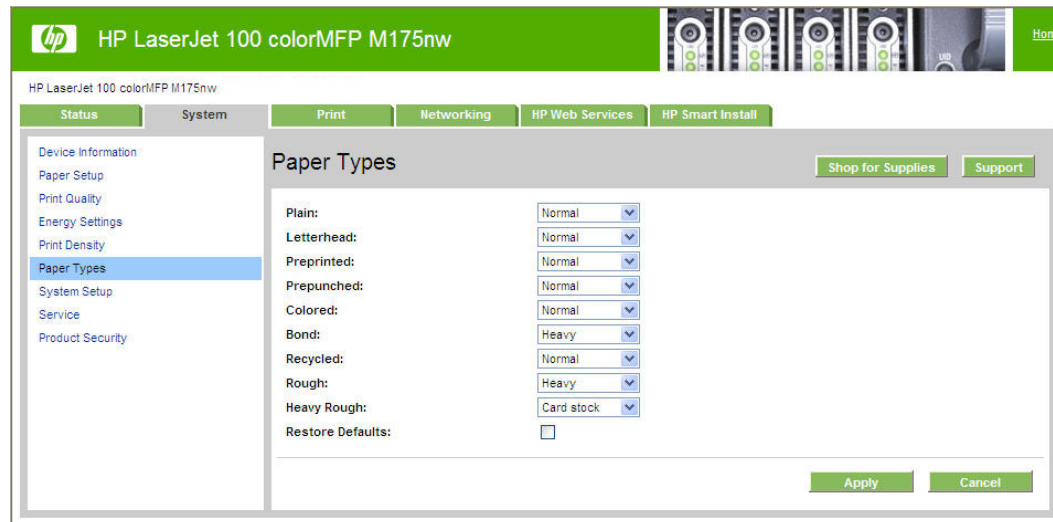 hp HP LaserJet 100 colorMFP M175nw
HP LaserJet 100 colorMFP M175nw
Status System Print Networking HP Web Services HP Smart Install
Device Information
Paper Setup
Print Quality
Energy Settings
Print Density
Paper Types
System Setup
Service
Product Security
Paper Types
Shop for Supplies Support
Plain: Normal
Letterhead: Normal
Preprinted: Normal
Prepunched: Normal
Colored: Normal
Bond: Heavy
Recycled: Normal
Rough: Heavy
Heavy Rough: Card stock
Restore Defaults:
Apply Cancel